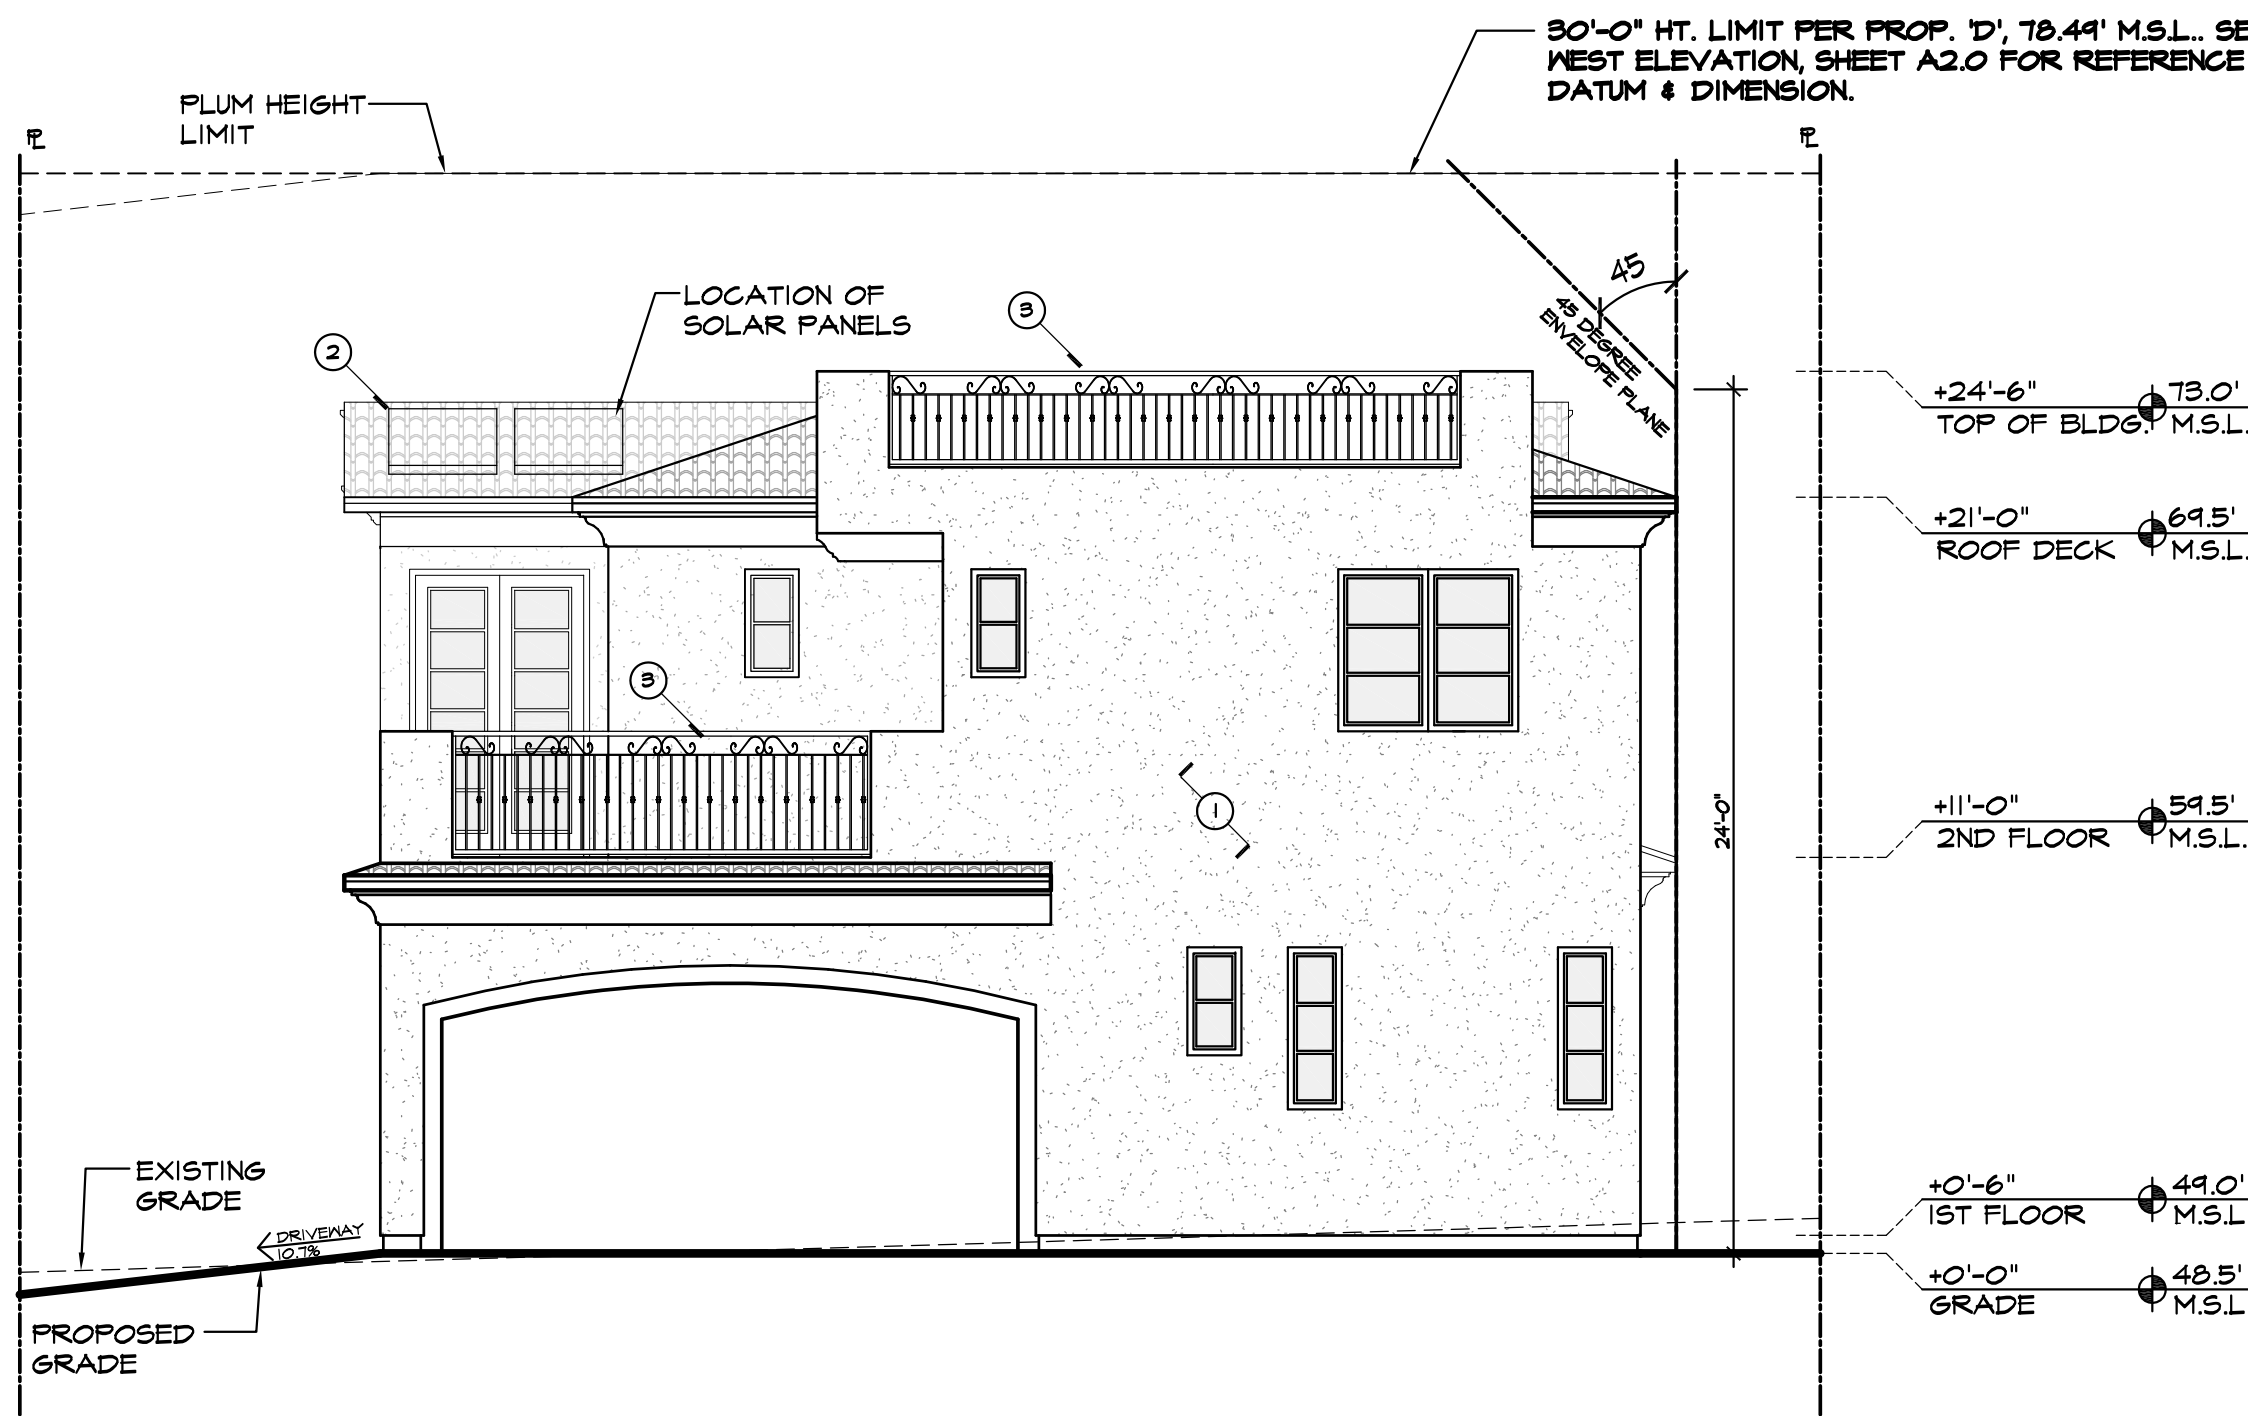 30'-0" HT. LIMIT PER PROP. 'D', 78.49' M.S.L.. SE
WEST ELEVATION, SHEET A2.0 FOR REFERENCE
DATUM & DIMENSION.
PLUM HEIGHT
LIMIT
PL
PL
45
45 DEGREE
ENVELOPE PLANE
LOCATION OF
SOLAR PANELS
3
2
+24'-6"
TOP OF BLDG.
73.0'
M.S.L.
+21'-0"
ROOF DECK
69.5'
M.S.L.
3
1
24'-0"
+11'-0"
2ND FLOOR
59.5'
M.S.L.
EXISTING
GRADE
DRIVEWAY
10.7%
+0'-6"
1ST FLOOR
49.0'
M.S.L
+0'-0"
GRADE
48.5'
M.S.L
PROPOSED
GRADE